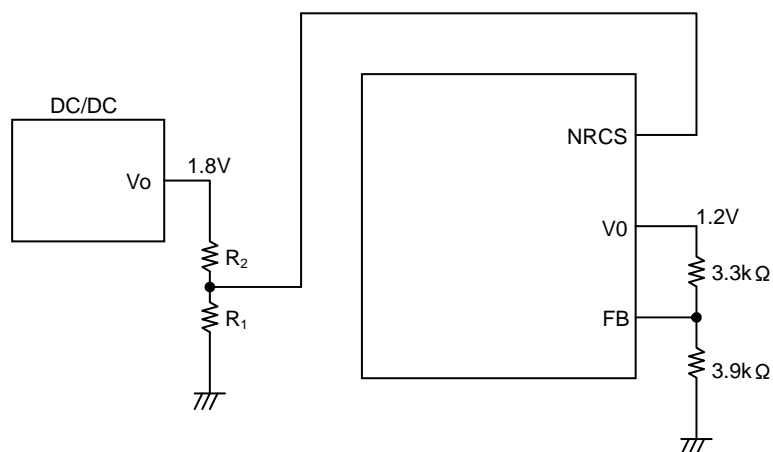 DC/DC
Vo
1.8V
R₂
R₁
NRCS
V0
1.2V
3.3kΩ
FB
3.9kΩ